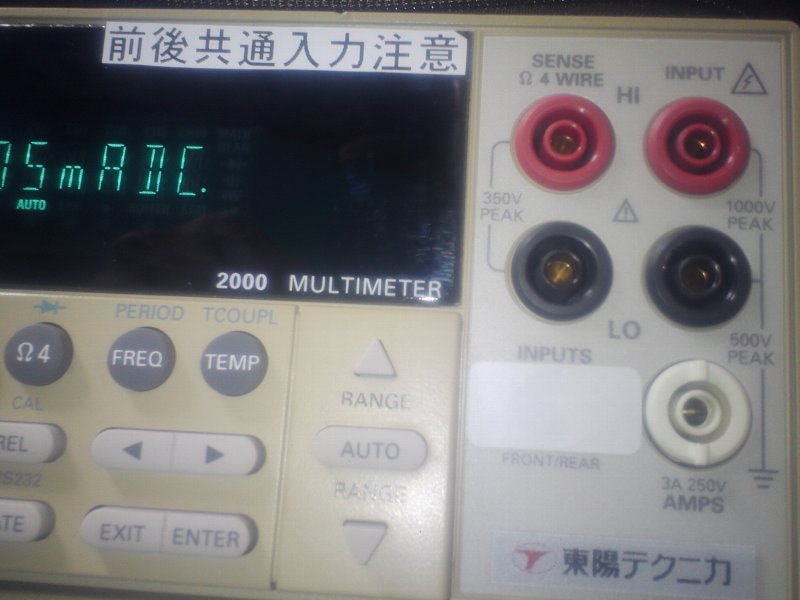 前後共通入力注意
5mADC.
AUTO
2000 MULTIMETER
SENSE
Ω 4 WIRE
INPUT
HI
350V
PEAK
1000V
PEAK
LO
500V
PEAK
INPUTS
FRONT/REAR
3A 250V
AMPS
PERIOD
TCOUPL
Ω4
FREQ
TEMP
RANGE
AUTO
RANGE
CAL
REL
RS232
EXIT
ENTER
東陽テクニカ